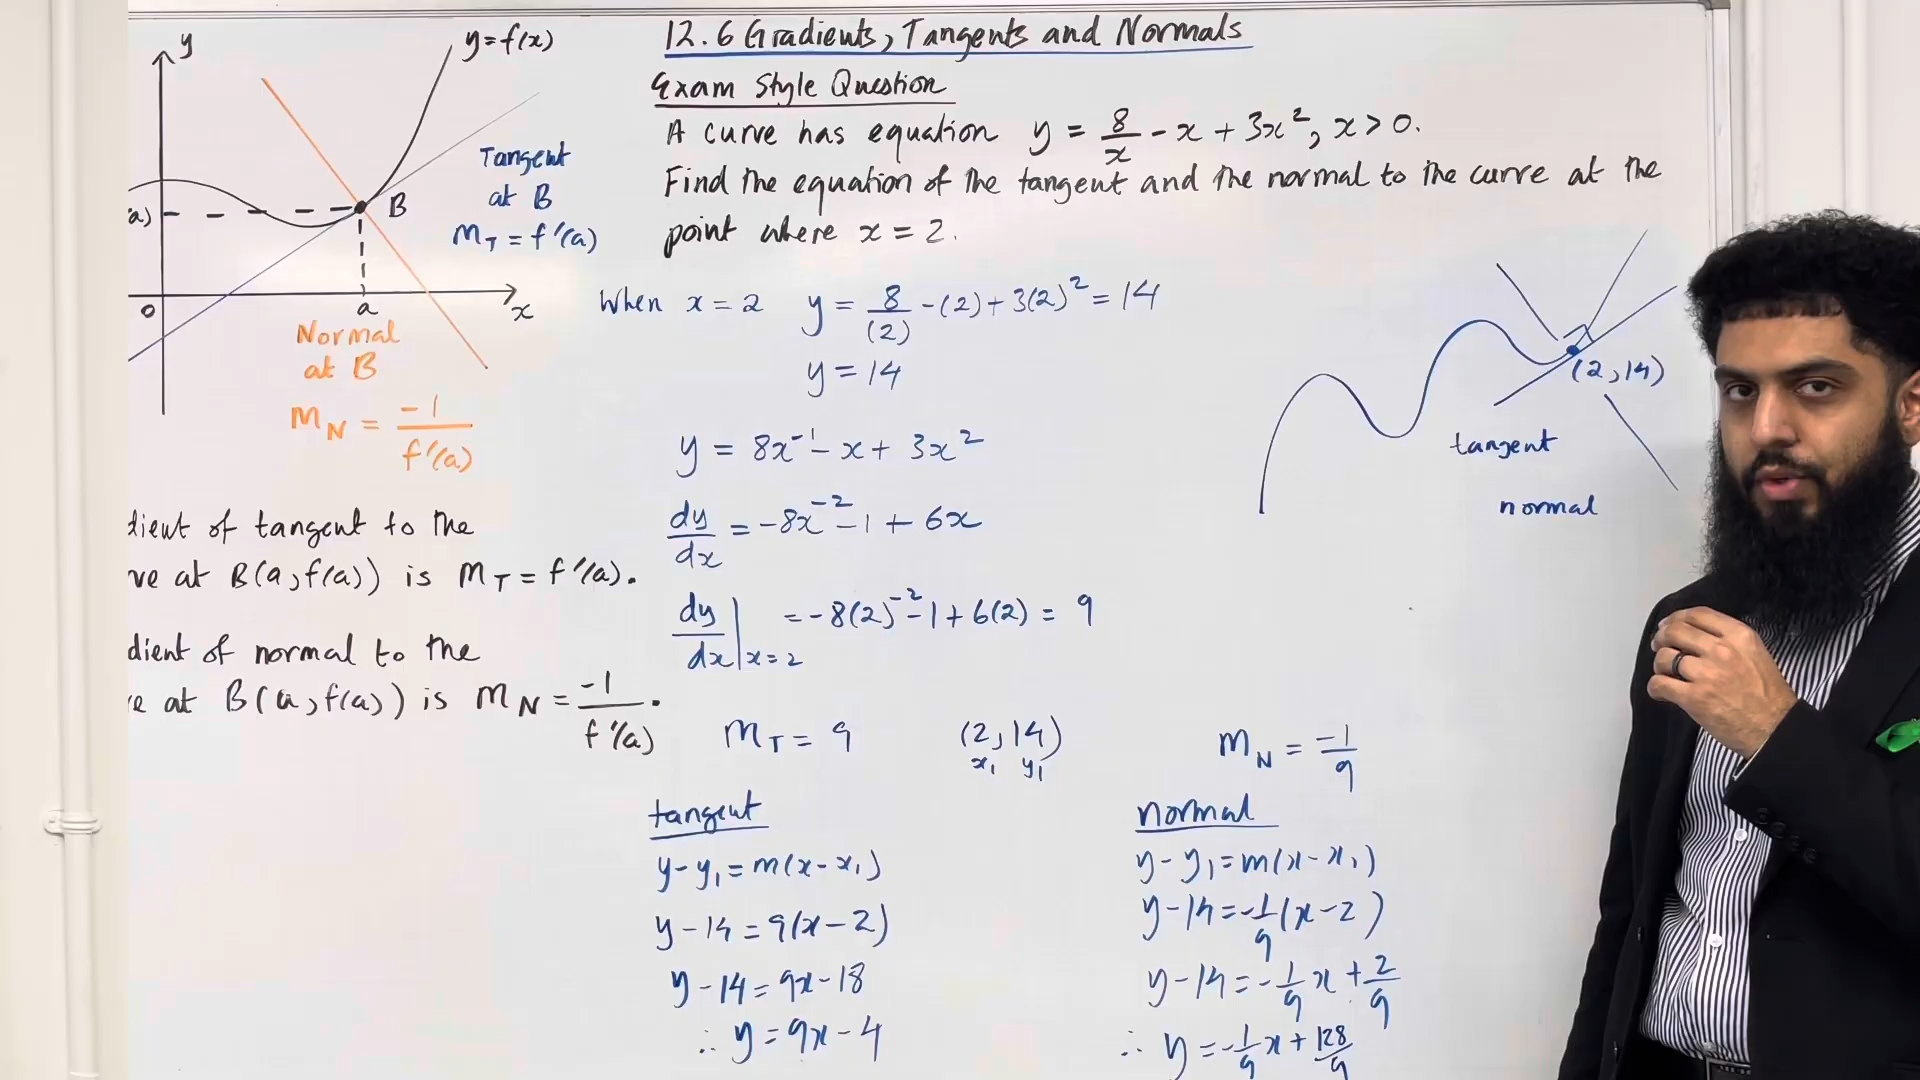 12.6 Gradients, Tangents and Normals
Exam Style Question
A curve has equation y = 8/x - x + 3x², x > 0.
Find the equation of the tangent and the normal to the curve at the
point where x = 2.
y
y=f(x)
a)
B
0
a
x
Tangent
at B
m_T = f'(a)
Normal
at B
m_N = -1/f'(a)
dient of tangent to the
ve at B(a, f(a)) is m_T = f'(a).
dient of normal to the
e at B(a, f(a)) is m_N = -1/f'(a).
When x = 2 y = 8/(2) - (2) + 3(2)² = 14
y = 14
y = 8x⁻¹ - x + 3x²
dy/dx = -8x⁻² - 1 + 6x
dy/dx |x=2 = -8(2)⁻² - 1 + 6(2) = 9
(2, 14)
tangent
normal
m_T = 9 (2, 14) m_N = -1/9
x₁ y₁
tangent
y - y₁ = m(x - x₁)
y - 14 = 9(x - 2)
y - 14 = 9x - 18
∴ y = 9x - 4
normal
y - y₁ = m(x - x₁)
y - 14 = -1/9(x - 2)
y - 14 = -1/9 x + 2/9
∴ y = -1/9 x + 128/9